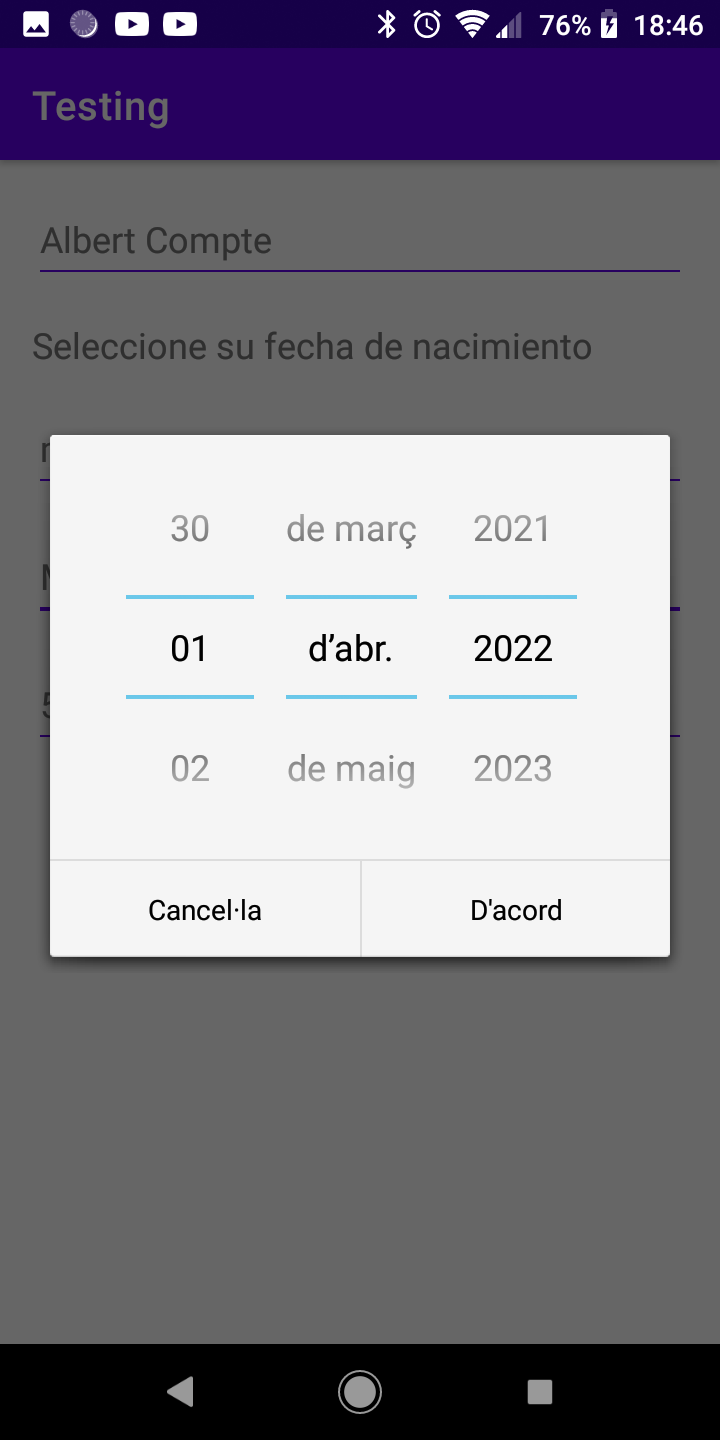 76% 18:46
Testing
Albert Compte
Seleccione su fecha de nacimiento
30 de març 2021
01 d’abr. 2022
02 de maig 2023
Cancel·la D'acord